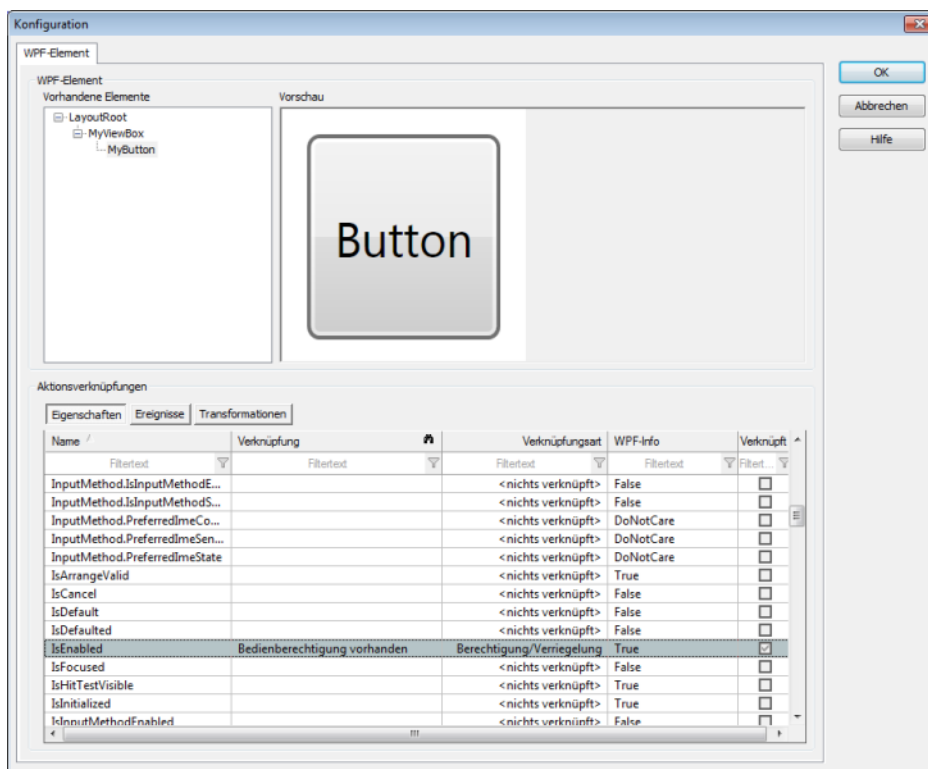 Konfiguration
WPF-Element
WPF-Element
Vorhandene Elemente
Vorschau
LayoutRoot
MyViewBox
MyButton
Button
OK
Abbrechen
Hilfe
Aktionsverknüpfungen
Eigenschaften Ereignisse Transformationen
Name Verknüpfung Verknüpfungsart WPF-Info Verknüpft
Filtertext Filtertext Filtertext Filtertext Filtert...
InputMethod.IsInputMethodE... <nichts verknüpft> False
InputMethod.IsInputMethodS... <nichts verknüpft> False
InputMethod.PreferredImeCo... <nichts verknüpft> DoNotCare
InputMethod.PreferredImeSen... <nichts verknüpft> DoNotCare
InputMethod.PreferredImeState <nichts verknüpft> DoNotCare
IsArrangeValid <nichts verknüpft> True
IsCancel <nichts verknüpft> False
IsDefault <nichts verknüpft> False
IsDefaulted <nichts verknüpft> False
IsEnabled Bedienberechtigung vorhanden Berechtigung/Verriegelung True
IsFocused <nichts verknüpft> False
IsHitTestVisible <nichts verknüpft> True
IsInitialized <nichts verknüpft> True
IsInputMethodEnabled <nichts verknüpft> False